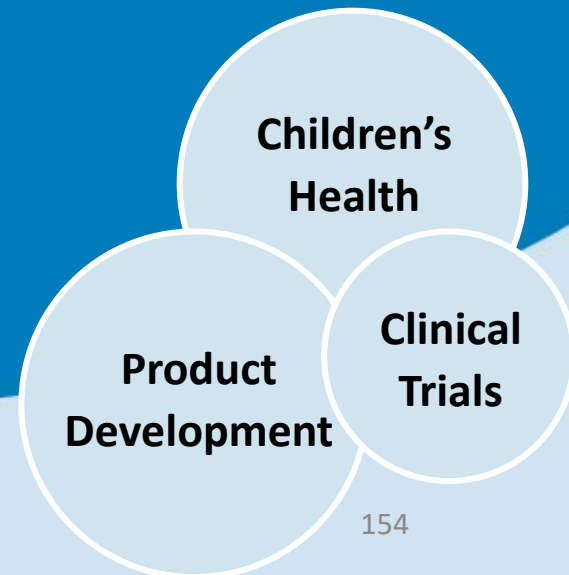 Children’s
Health
Clinical
Trials
Product
Development
154